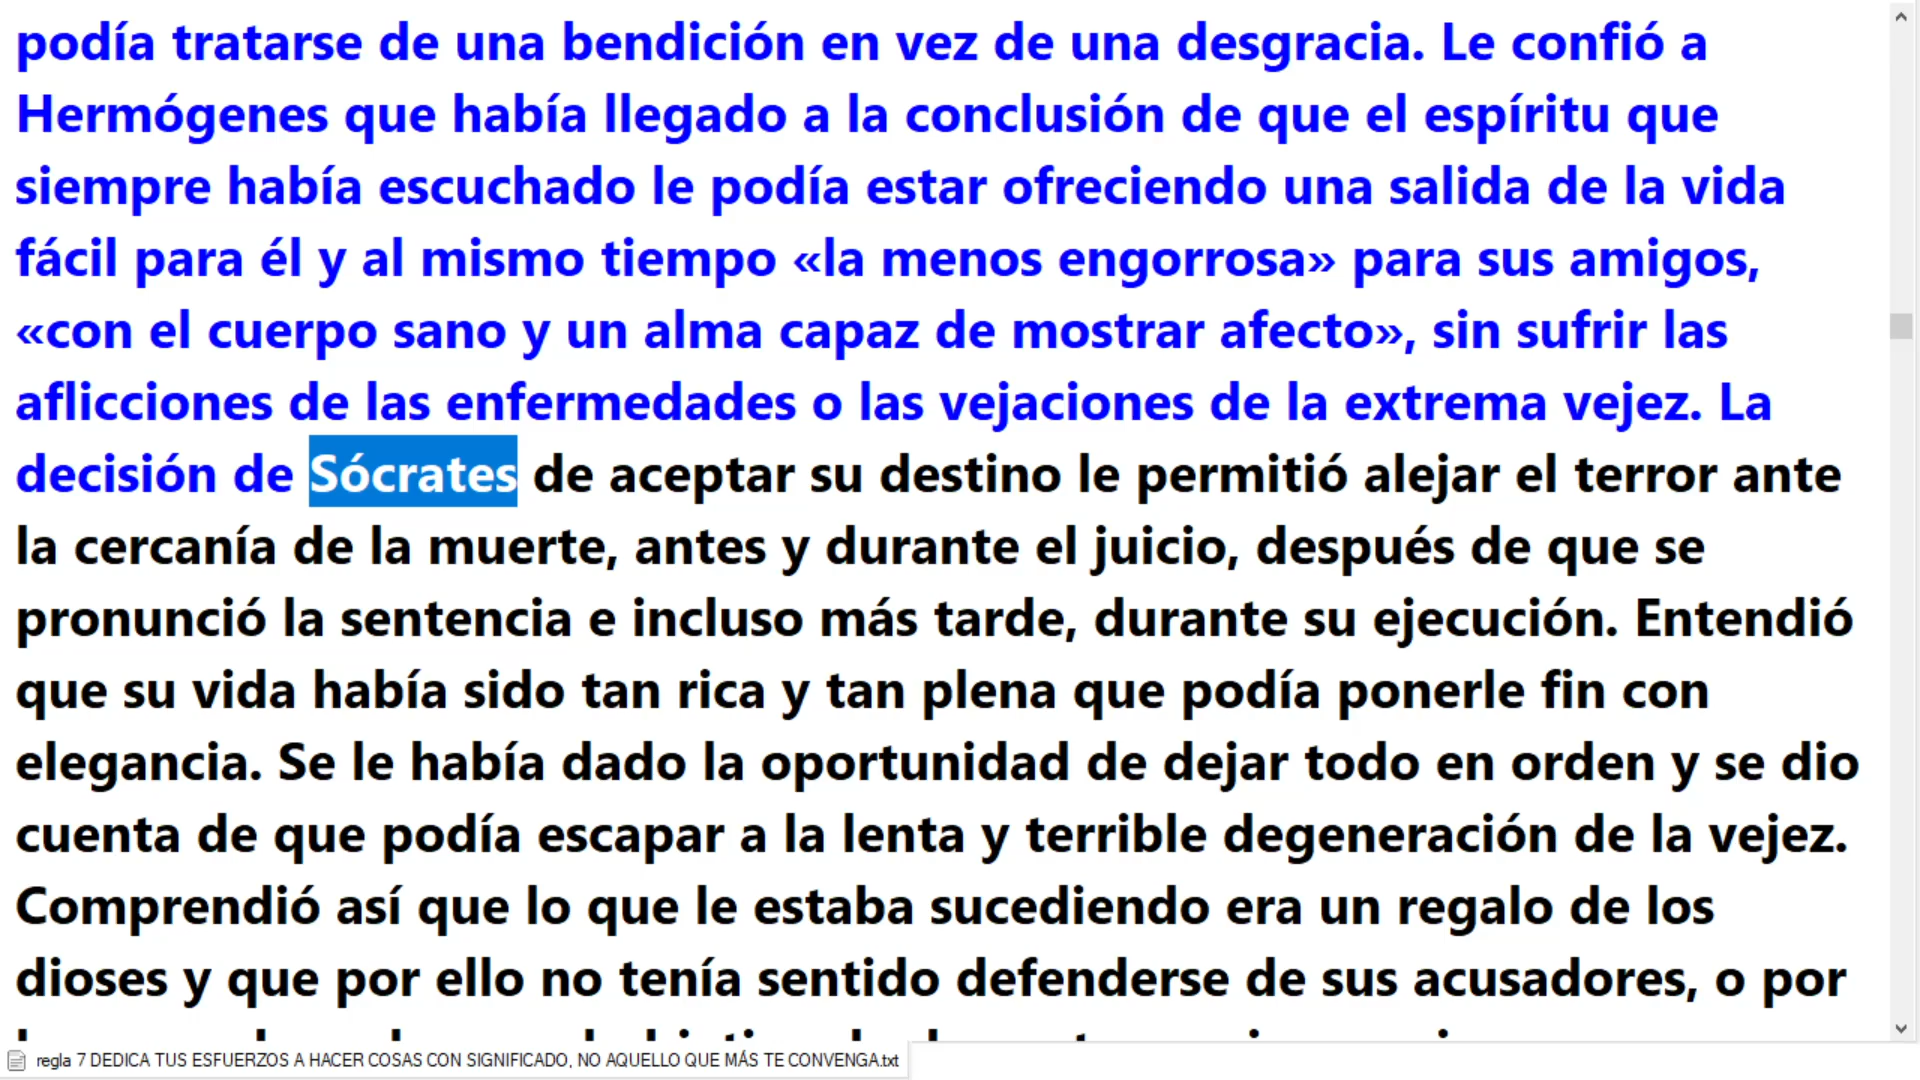 podía tratarse de una bendición en vez de una desgracia. Le confió a
Hermógenes que había llegado a la conclusión de que el espíritu que
siempre había escuchado le podía estar ofreciendo una salida de la vida
fácil para él y al mismo tiempo «la menos engorrosa» para sus amigos,
«con el cuerpo sano y un alma capaz de mostrar afecto», sin sufrir las
aflicciones de las enfermedades o las vejaciones de la extrema vejez. La
decisión de Sócrates de aceptar su destino le permitió alejar el terror ante
la cercanía de la muerte, antes y durante el juicio, después de que se
pronunció la sentencia e incluso más tarde, durante su ejecución. Entendió
que su vida había sido tan rica y tan plena que podía ponerle fin con
elegancia. Se le había dado la oportunidad de dejar todo en orden y se dio
cuenta de que podía escapar a la lenta y terrible degeneración de la vejez.
Comprendió así que lo que le estaba sucediendo era un regalo de los
dioses y que por ello no tenía sentido defenderse de sus acusadores, o por
regla 7 DEDICA TUS ESFUERZOS A HACER COSAS CON SIGNIFICADO, NO AQUELLO QUE MÁS TE CONVENGA.txt